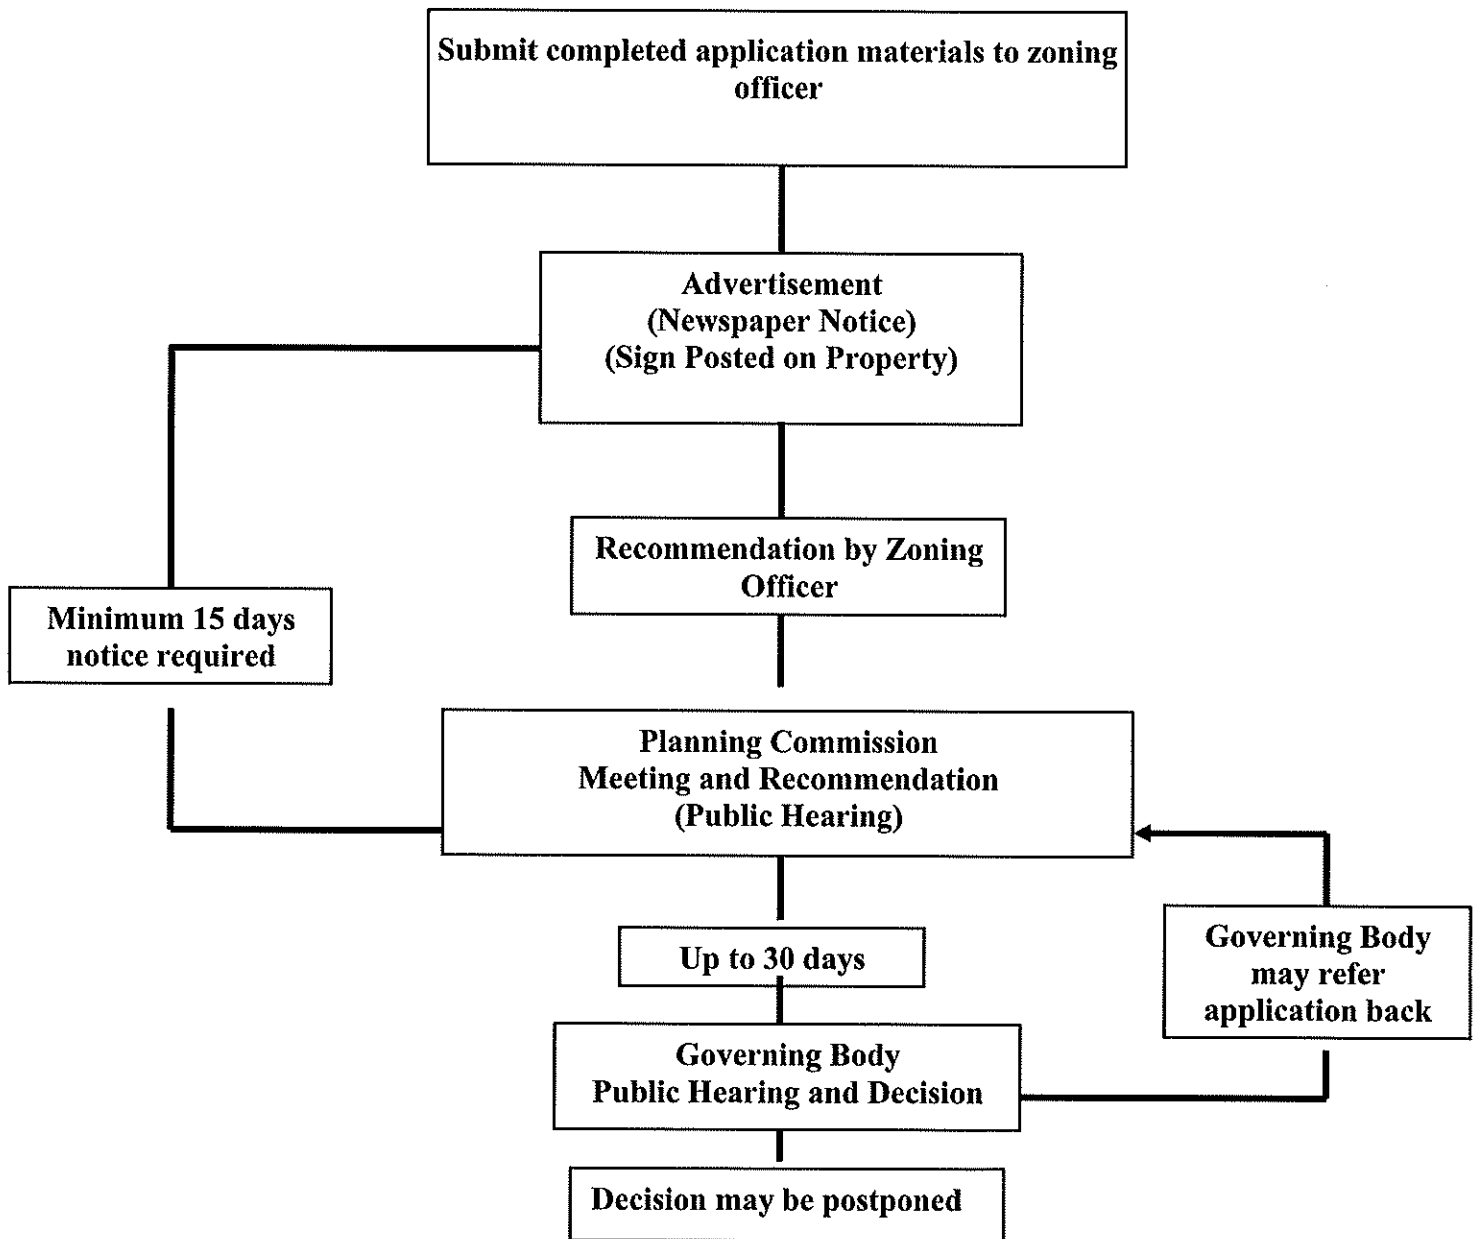 Submit completed application materials to zoning
officer
Advertisement
(Newspaper Notice)
(Sign Posted on Property)
Recommendation by Zoning
Officer
Minimum 15 days
notice required
Planning Commission
Meeting and Recommendation
(Public Hearing)
Up to 30 days
Governing Body
may refer
application back
Governing Body
Public Hearing and Decision
Decision may be postponed